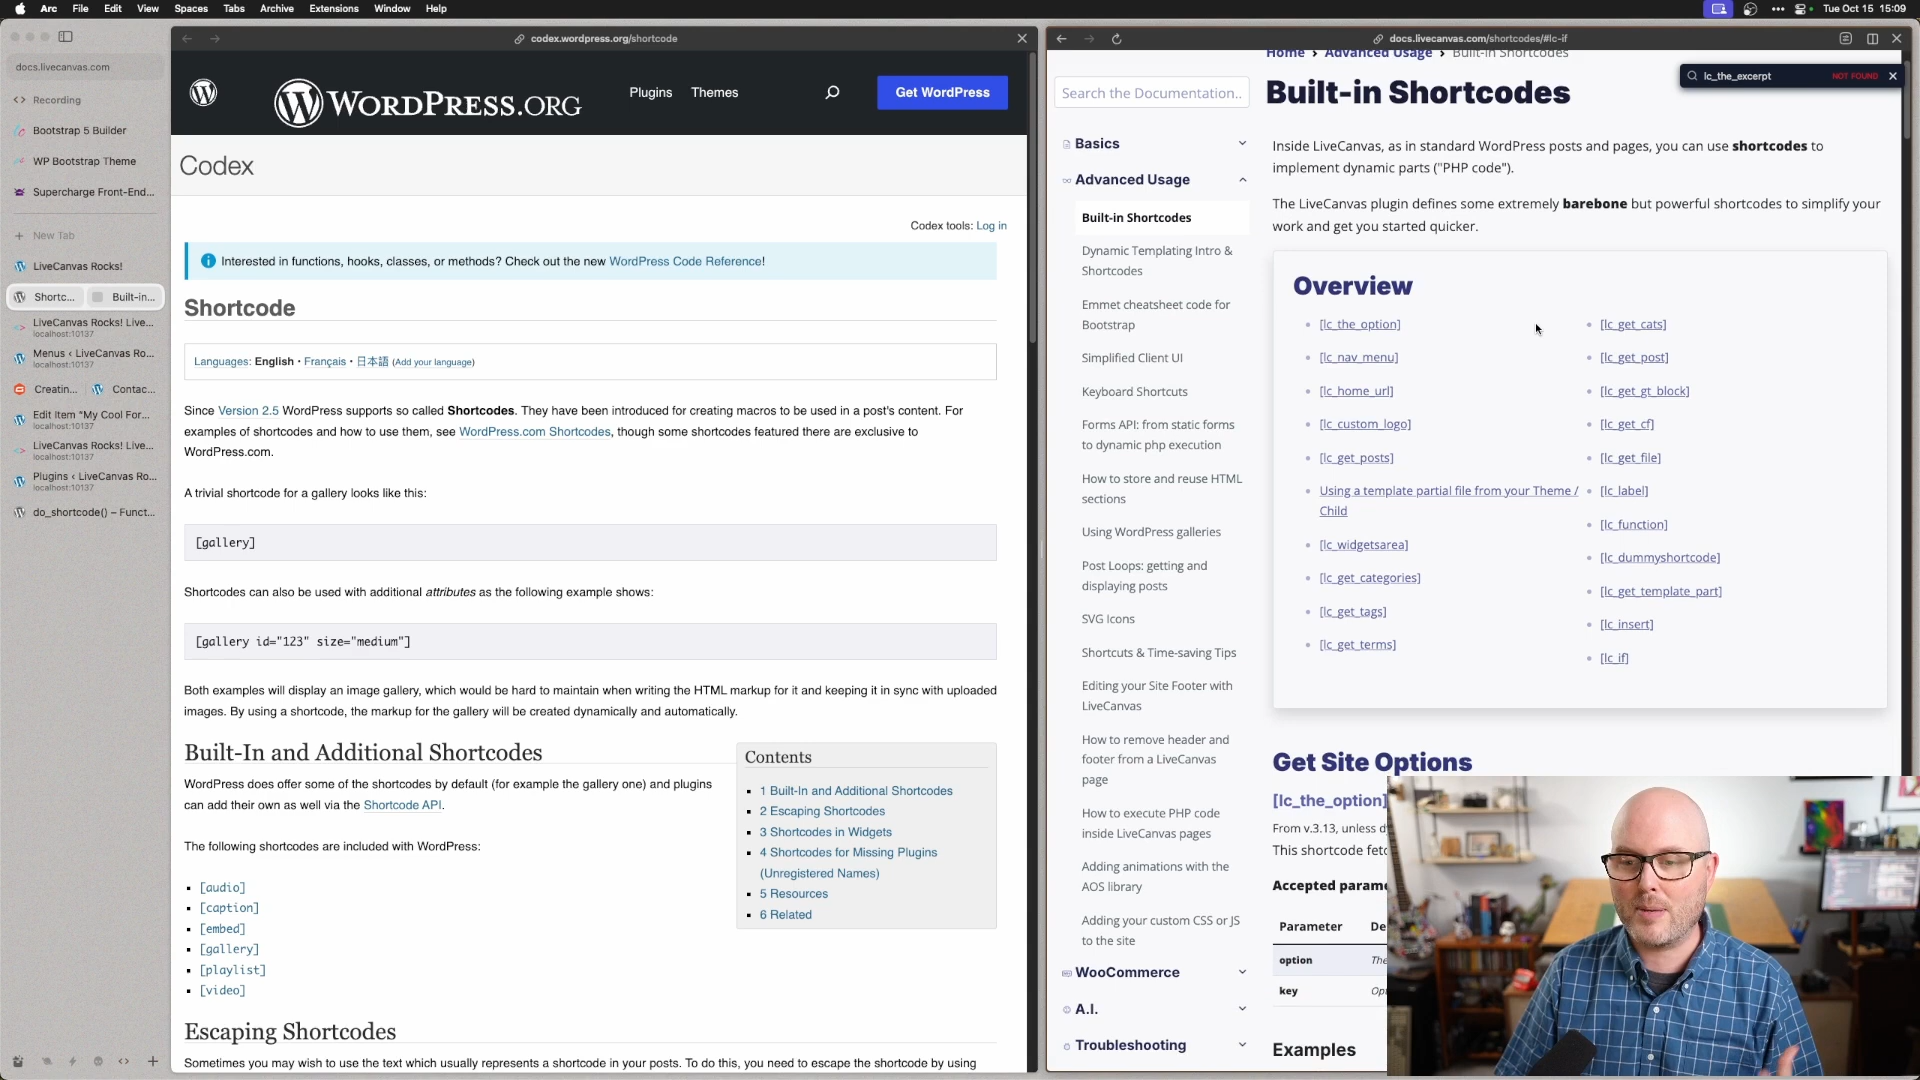 Arc File Edit View Spaces Tabs Archive Extensions Window Help
Tue Oct 15 15:09
docs.livecanvas.com
Recording
Bootstrap 5 Builder
WP Bootstrap Theme
Supercharge Front-End...
New Tab
LiveCanvas Rocks!
Shortc... Built-in...
LiveCanvas Rocks! Live...
localhost:10137
Menus ‹ LiveCanvas Ro...
localhost:10137
Creatin... Contac...
Edit Item “My Cool For...
localhost:10137
LiveCanvas Rocks! Live...
localhost:10137
Plugins ‹ LiveCanvas Ro...
localhost:10137
do_shortcode() – Funct...
codex.wordpress.org/shortcode
WORDPRESS.ORG
Plugins Themes
Get WordPress
Codex
Codex tools: Log in
Interested in functions, hooks, classes, or methods? Check out the new WordPress Code Reference!
Shortcode
Languages: English • Français • 日本語 (Add your language)
Since Version 2.5 WordPress supports so called Shortcodes. They have been introduced for creating macros to be used in a post's content. For
examples of shortcodes and how to use them, see WordPress.com Shortcodes, though some shortcodes featured there are exclusive to
WordPress.com.
A trivial shortcode for a gallery looks like this:
[gallery]
Shortcodes can also be used with additional attributes as the following example shows:
[gallery id="123" size="medium"]
Both examples will display an image gallery, which would be hard to maintain when writing the HTML markup for it and keeping it in sync with uploaded
images. By using a shortcode, the markup for the gallery will be created dynamically and automatically.
Built-In and Additional Shortcodes
WordPress does offer some of the shortcodes by default (for example the gallery one) and plugins
can add their own as well via the Shortcode API.
The following shortcodes are included with WordPress:
[audio]
[caption]
[embed]
[gallery]
[playlist]
[video]
Contents
1 Built-In and Additional Shortcodes
2 Escaping Shortcodes
3 Shortcodes in Widgets
4 Shortcodes for Missing Plugins
(Unregistered Names)
5 Resources
6 Related
Escaping Shortcodes
Sometimes you may wish to use the text which usually represents a shortcode in your posts. To do this, you need to escape the shortcode by using
docs.livecanvas.com/shortcodes/#lc-if
lc_the_excerpt NOT FOUND
Search the Documentation..
Basics
Advanced Usage
Built-in Shortcodes
Dynamic Templating Intro &
Shortcodes
Emmet cheatsheet code for
Bootstrap
Simplified Client UI
Keyboard Shortcuts
Forms API: from static forms
to dynamic php execution
How to store and reuse HTML
sections
Using WordPress galleries
Post Loops: getting and
displaying posts
SVG Icons
Shortcuts & Time-saving Tips
Editing your Site Footer with
LiveCanvas
How to remove header and
footer from a LiveCanvas
page
How to execute PHP code
inside LiveCanvas pages
Adding animations with the
AOS library
Adding your custom CSS or JS
to the site
WooCommerce
A.I.
Troubleshooting
Home › Advanced Usage › Built-in Shortcodes
Built-in Shortcodes
Inside LiveCanvas, as in standard WordPress posts and pages, you can use shortcodes to
implement dynamic parts ("PHP code").
The LiveCanvas plugin defines some extremely barebone but powerful shortcodes to simplify your
work and get you started quicker.
Overview
[lc_the_option]
[lc_nav_menu]
[lc_home_url]
[lc_custom_logo]
[lc_get_posts]
Using a template partial file from your Theme /
Child
[lc_widgetsarea]
[lc_get_categories]
[lc_get_tags]
[lc_get_terms]
[lc_get_cats]
[lc_get_post]
[lc_get_gt_block]
[lc_get_cf]
[lc_get_file]
[lc_label]
[lc_function]
[lc_dummyshortcode]
[lc_get_template_part]
[lc_insert]
[lc_if]
Get Site Options
[lc_the_option]
From v.3.13, unless
This shortcode
Accepted
Parameter
option The
key
Examples